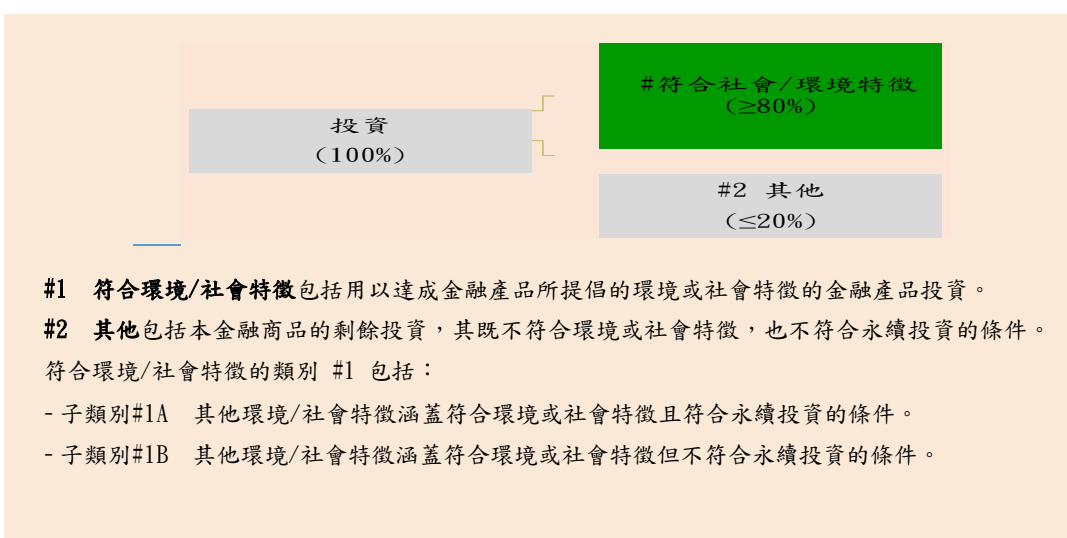 #符合社會/環境特徵
(≥80%)
投資
(100%)
#2 其他
(≤20%)
#1 符合環境/社會特徵包括用以達成金融產品所提倡的環境或社會特徵的金融產品投資。
#2 其他包括本金融商品的剩餘投資，其既不符合環境或社會特徵，也不符合永續投資的條件。
符合環境/社會特徵的類別 #1 包括：
- 子類別#1A 其他環境/社會特徵涵蓋符合環境或社會特徵且符合永續投資的條件。
- 子類別#1B 其他環境/社會特徵涵蓋符合環境或社會特徵但不符合永續投資的條件。